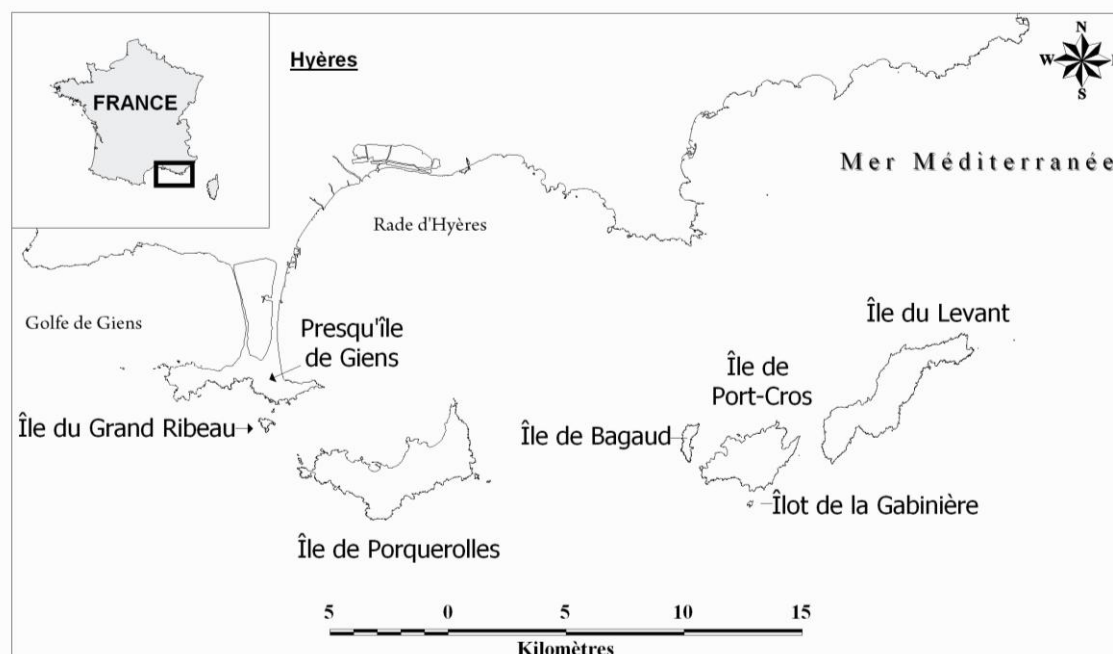 FRANCE
Hyères
N
W
S
Mer Méditerranée
Rade d'Hyères
Golfe de Giens
Presqu'île
de Giens
Île du Levant
Île de
Port-Cros
Île du Grand Ribeau
Île de Bagaud
Îlot de la Gabinière
Île de Porquerolles
5 0 5 10 15
Kilomètres